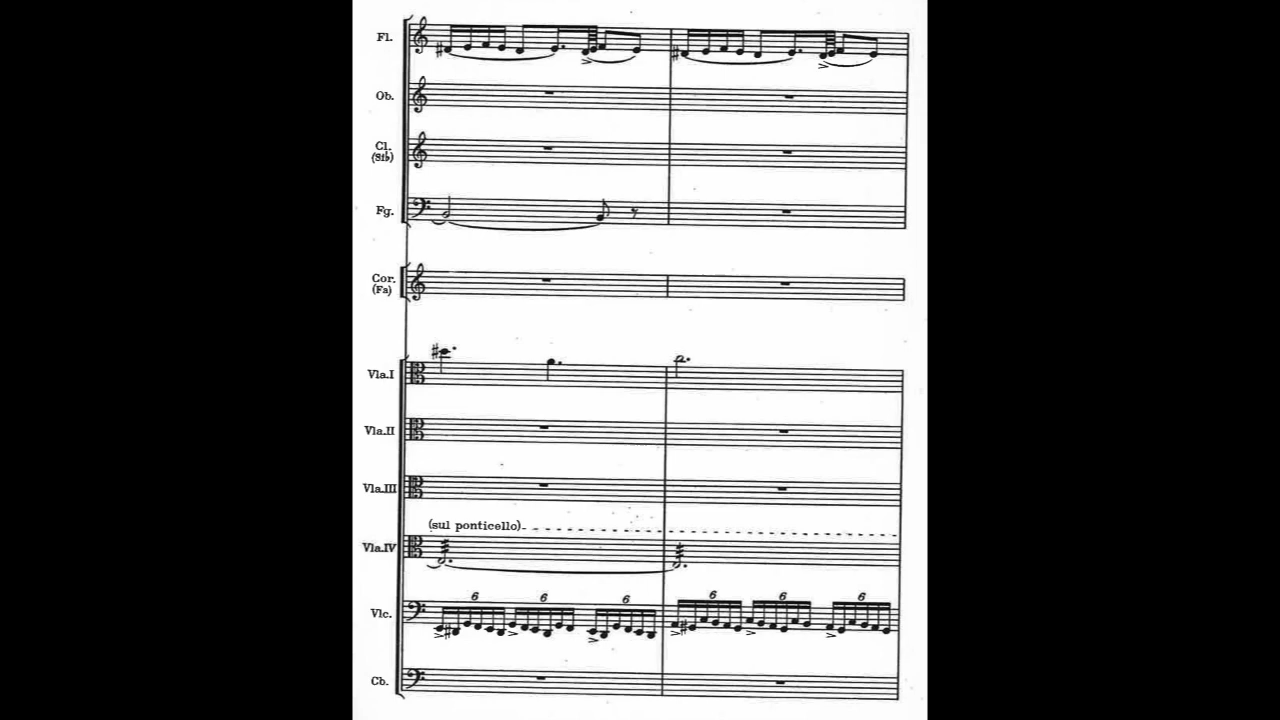 Fl.
Ob.
Cl.
(Si♭)
Fg.
Cor.
(Fa)
Vla.I
Vla.II
Vla.III
(sul ponticello)
Vla.IV
6 6 6 6 6 6
Vlc.
Cb.